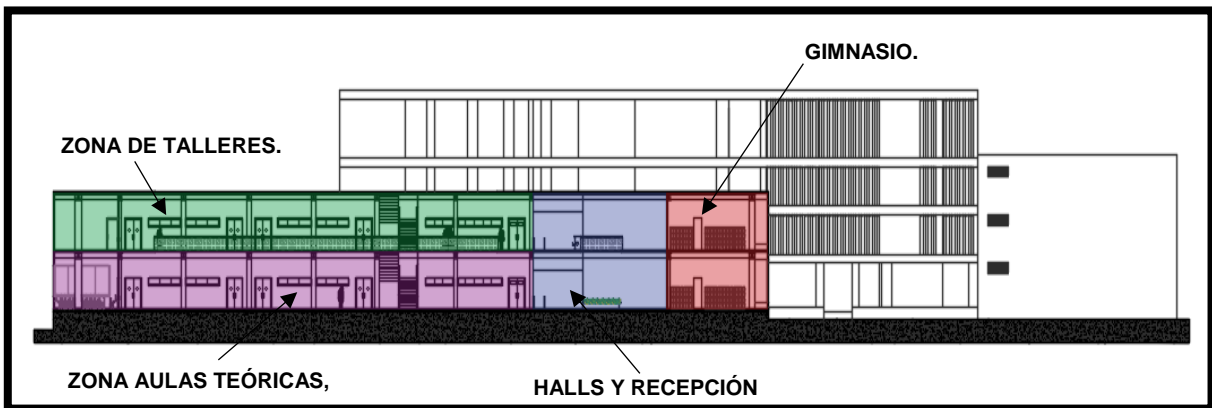 GIMNASIO.
ZONA DE TALLERES.
ZONA AULAS TEÓRICAS,
HALLS Y RECEPCIÓN